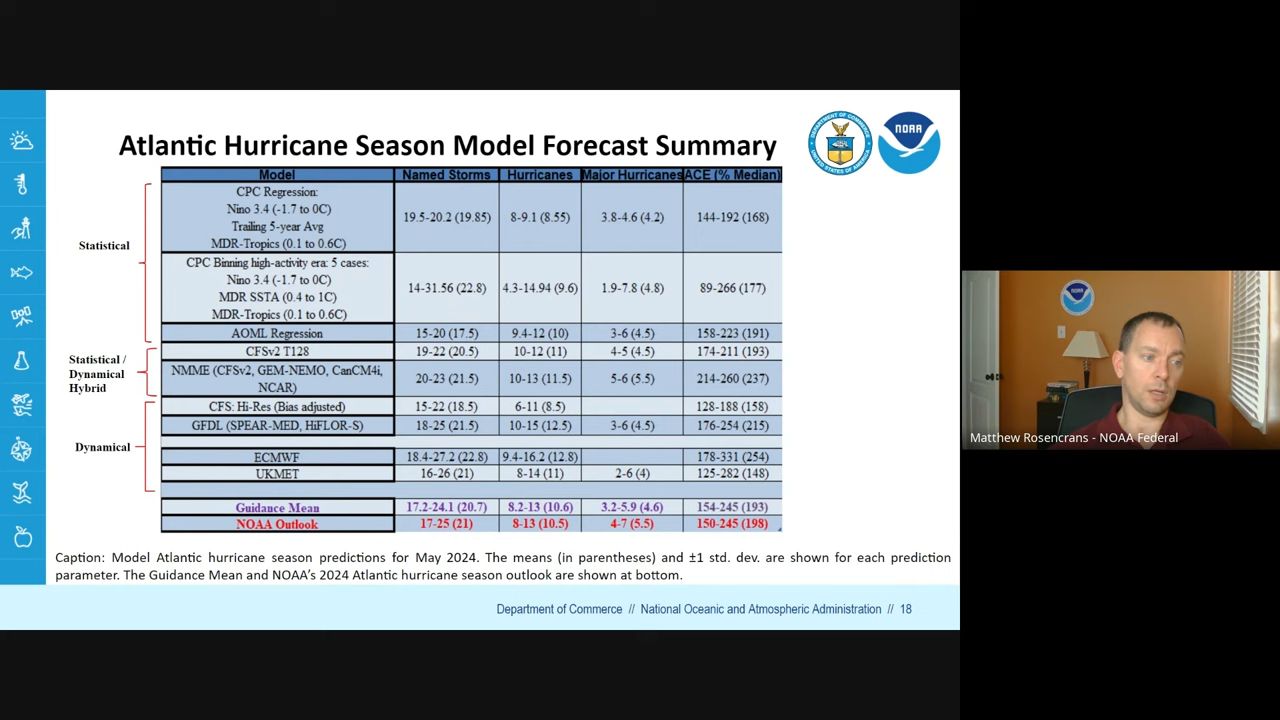 Atlantic Hurricane Season Model Forecast Summary
DEPARTMENT OF COMMERCE
UNITED STATES OF AMERICA
NOAA
Model Named Storms Hurricanes Major Hurricanes ACE (% Median)
Statistical
CPC Regression:
Nino 3.4 (-1.7 to 0C)
Trailing 5-year Avg
MDR-Tropics (0.1 to 0.6C)
19.5-20.2 (19.85) 8-9.1 (8.55) 3.8-4.6 (4.2) 144-192 (168)
CPC Binning high-activity era: 5 cases:
Nino 3.4 (-1.7 to 0C)
MDR SSTA (0.4 to 1C)
MDR-Tropics (0.1 to 0.6C)
14-31.56 (22.8) 4.3-14.94 (9.6) 1.9-7.8 (4.8) 89-266 (177)
AOML Regression 15-20 (17.5) 9.4-12 (10) 3-6 (4.5) 158-223 (191)
Statistical /
Dynamical
Hybrid
CFSv2 T128 19-22 (20.5) 10-12 (11) 4-5 (4.5) 174-211 (193)
NMME (CFSv2, GEM-NEMO, CanCM4i,
NCAR)
20-23 (21.5) 10-13 (11.5) 5-6 (5.5) 214-260 (237)
Dynamical
CFS: Hi-Res (Bias adjusted) 15-22 (18.5) 6-11 (8.5) 128-188 (158)
GFDL (SPEAR-MED, HiFLOR-S) 18-25 (21.5) 10-15 (12.5) 3-6 (4.5) 176-254 (215)
ECMWF 18.4-27.2 (22.8) 9.4-16.2 (12.8) 178-331 (254)
UKMET 16-26 (21) 8-14 (11) 2-6 (4) 125-282 (148)
Guidance Mean 17.2-24.1 (20.7) 8.2-13 (10.6) 3.2-5.9 (4.6) 154-245 (193)
NOAA Outlook 17-25 (21) 8-13 (10.5) 4-7 (5.5) 150-245 (198)
Caption: Model Atlantic hurricane season predictions for May 2024. The means (in parentheses) and ±1 std. dev. are shown for each prediction
parameter. The Guidance Mean and NOAA's 2024 Atlantic hurricane season outlook are shown at bottom.
Department of Commerce // National Oceanic and Atmospheric Administration // 18
NOAA
Matthew Rosencrans - NOAA Federal